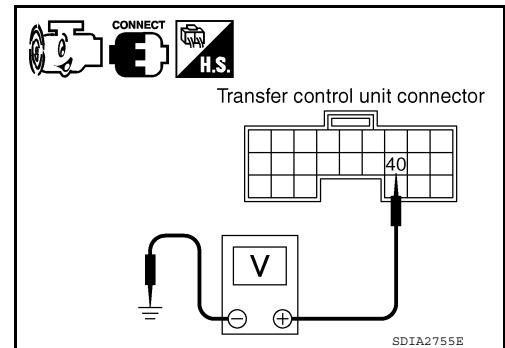 CONNECT
H.S.
Transfer control unit connector
40
V
− +
SDIA2755E